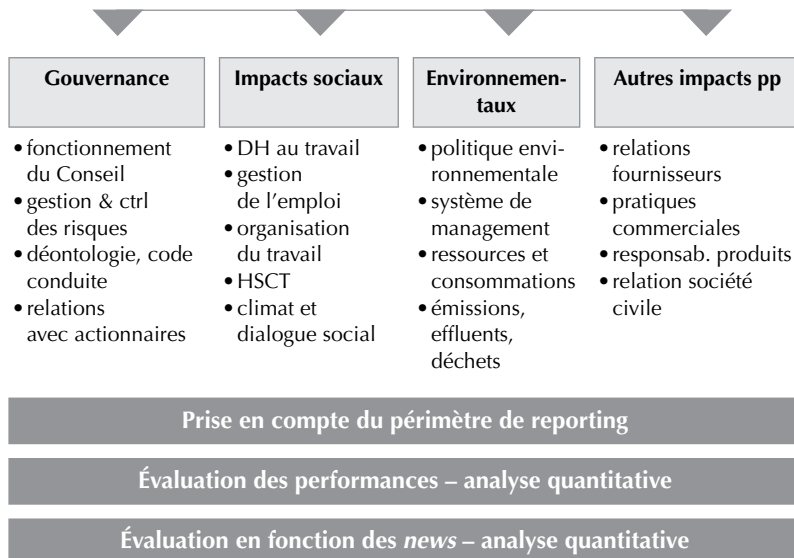 Gouvernance
• fonctionnement
du Conseil
• gestion & ctrl
des risques
• déontologie, code
conduite
• relations
avec actionnaires
Impacts sociaux
• DH au travail
• gestion
de l'emploi
• organisation
du travail
• HSCT
• climat et
dialogue social
Environnemen-
taux
• politique envi-
ronnementale
• système de
management
• ressources et
consommations
• émissions,
effluents,
déchets
Autres impacts pp
• relations
fournisseurs
• pratiques
commerciales
• responsab. produits
• relation société
civile
Prise en compte du périmètre de reporting
Évaluation des performances – analyse quantitative
Évaluation en fonction des news – analyse quantitative